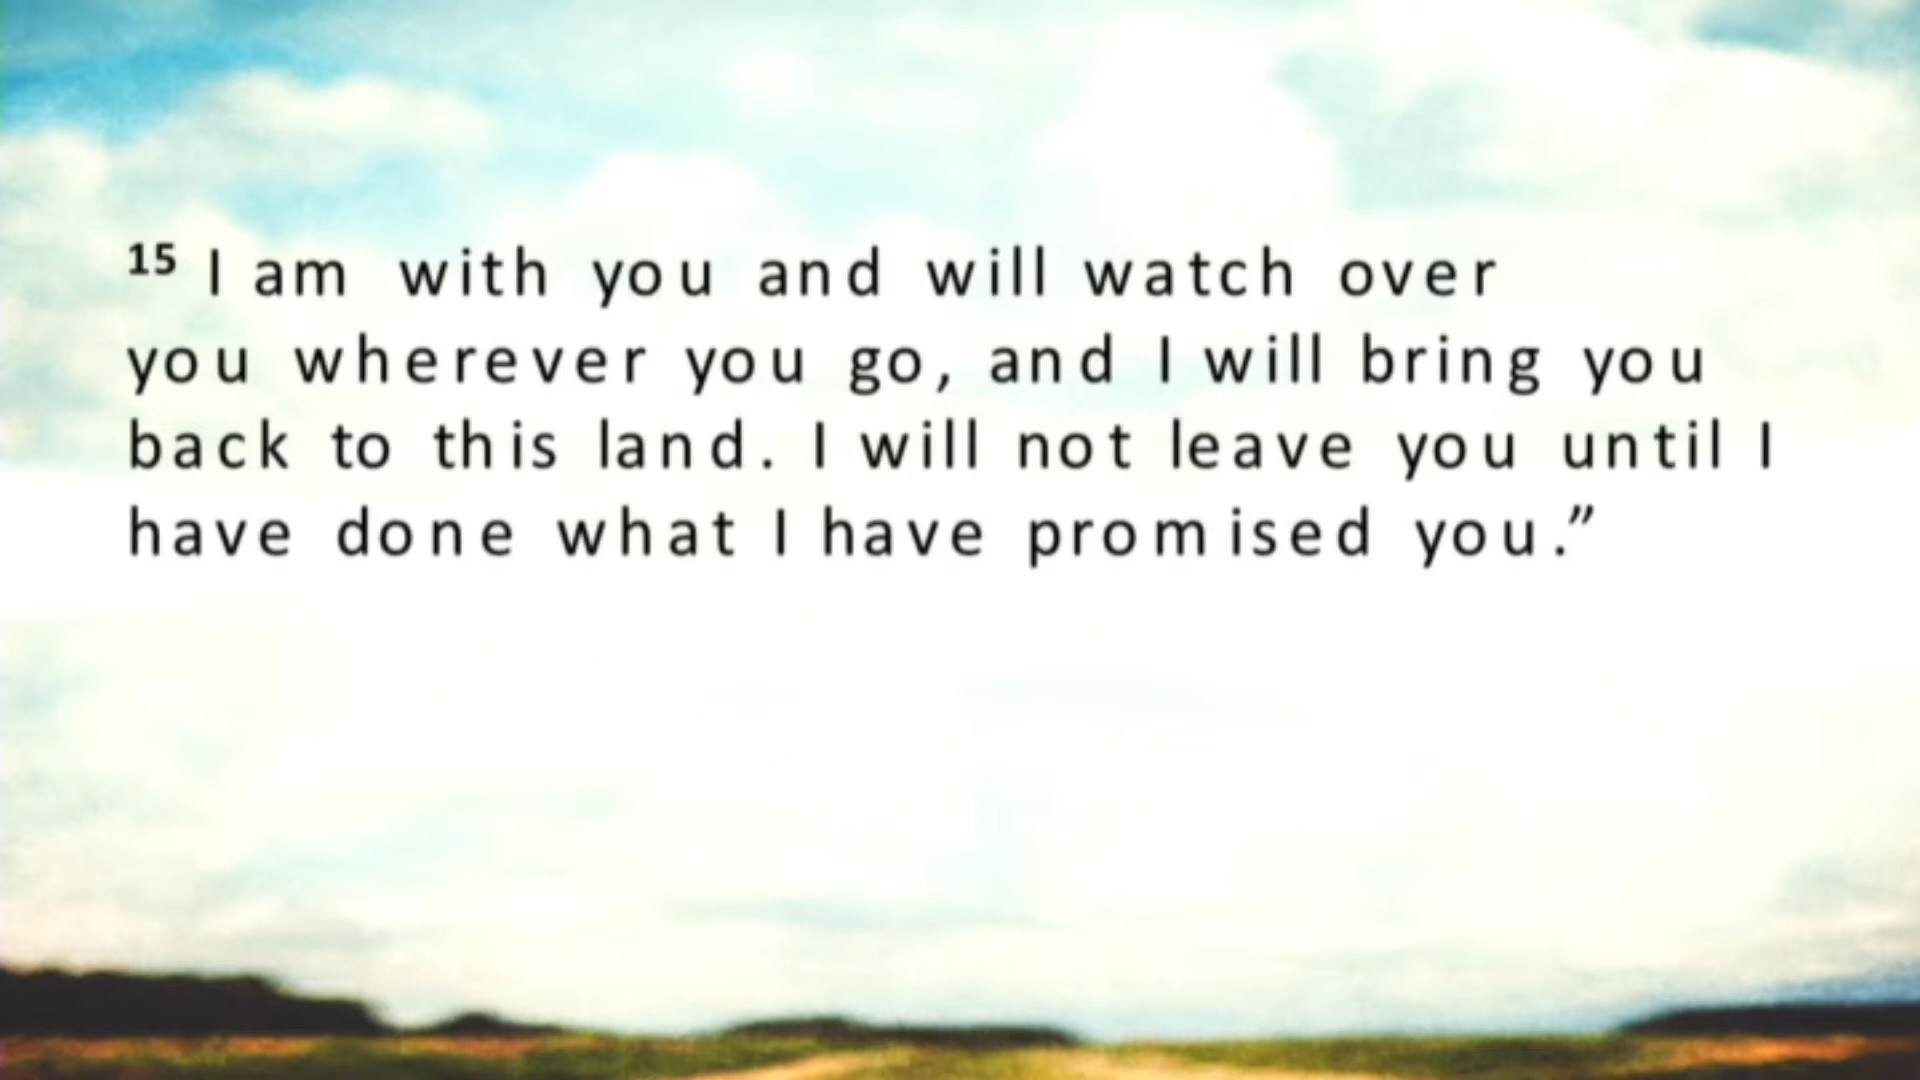 15 I am with you and will watch over
you wherever you go, and I will bring you
back to this land. I will not leave you until I
have done what I have promised you.”